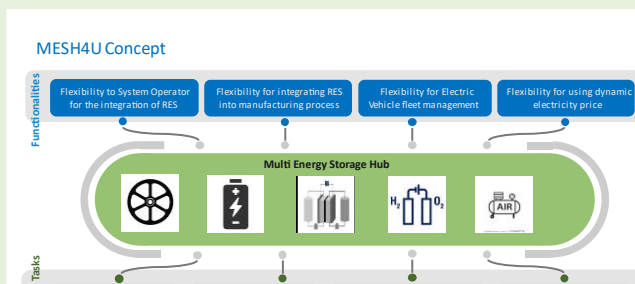 MESH4U Concept
Functionalities
Flexibility to System Operator
for the integration of RES
Flexibility for integrating RES
into manufacturing process
Flexibility for Electric
Vehicle fleet management
Flexibility for using dynamic
electricity price
Multi Energy Storage Hub
H2
O2
AIR
Tasks